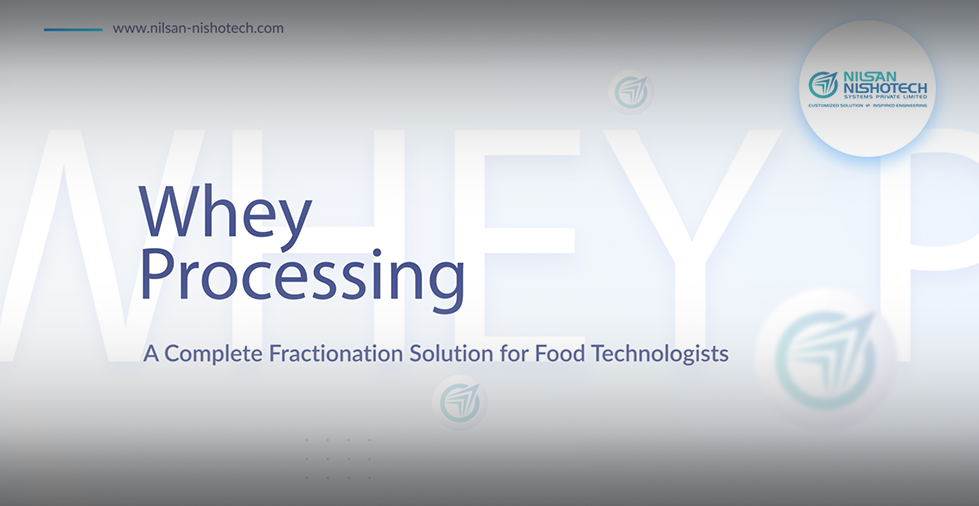 www.nilsan-nishotech.com
NILSAN
NISHOTECH
SYSTEMS PRIVATE LIMITED
CUSTOMIZED SOLUTION INSPIRED ENGINEERING
WHEY P
Whey
Processing
A Complete Fractionation Solution for Food Technologists